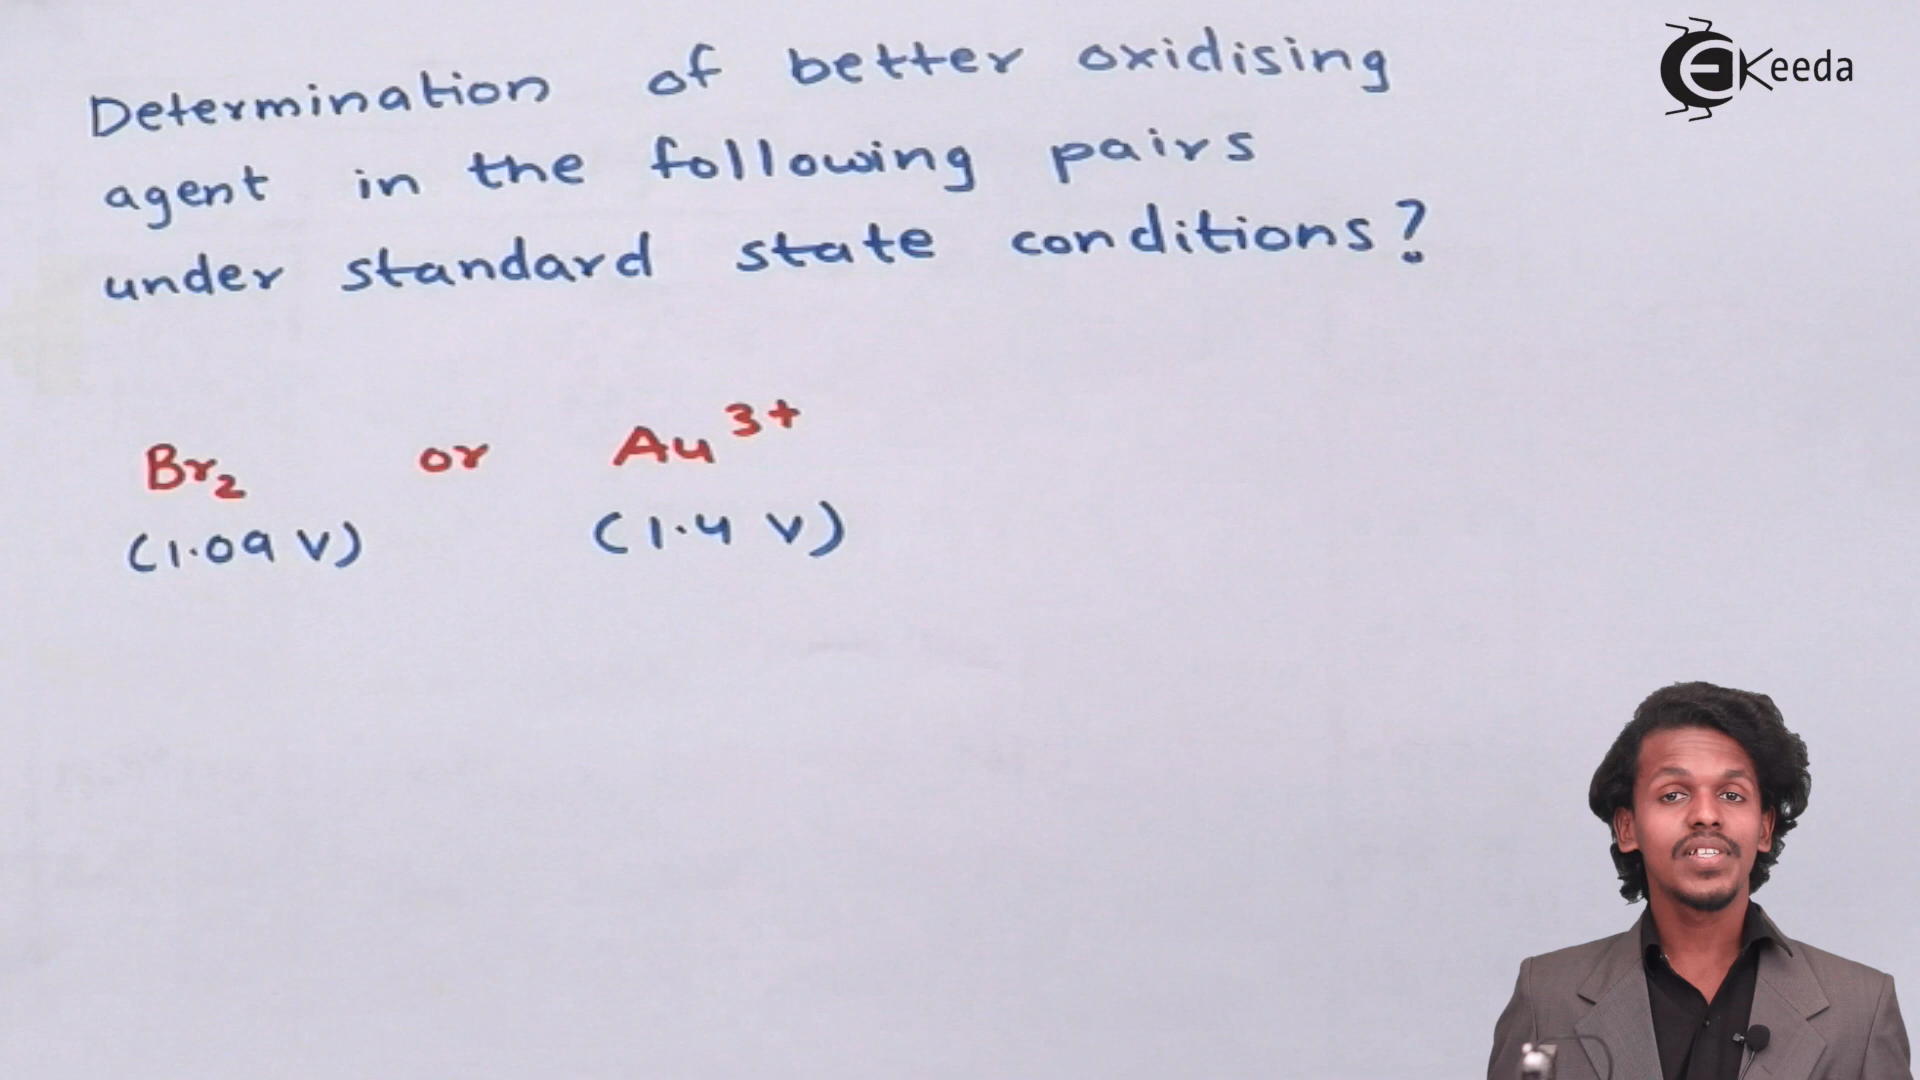 Determination of better oxidising
agent in the following pairs
under standard state conditions?
Br₂ or Au³⁺
(1.09 V) (1.4 V)
EKeeda